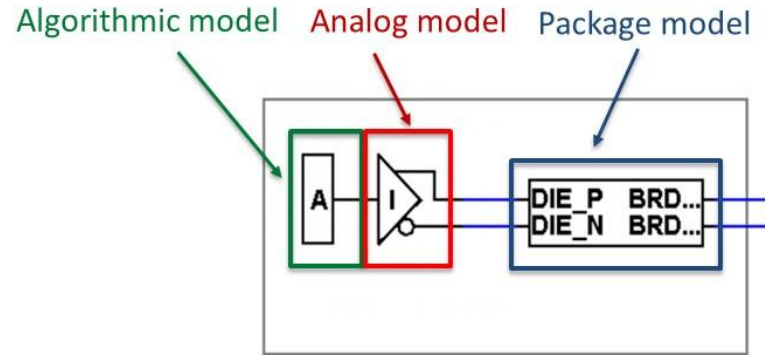 Algorithmic model Analog model Package model
A I DIE_P BRD...
DIE_N BRD...